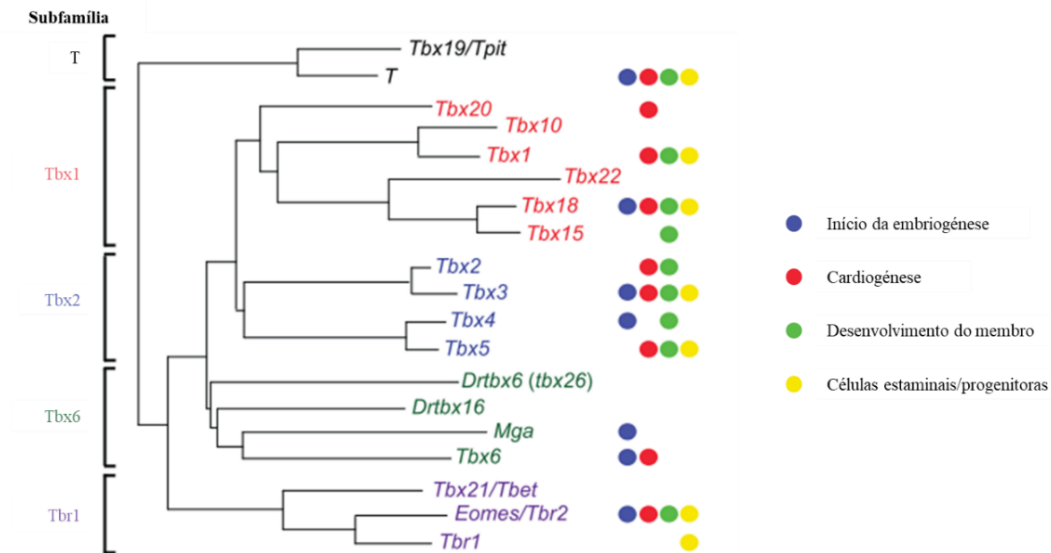 Subfamília
T
Tbx19/Tpit
T
Tbx1
Tbx20
Tbx10
Tbx1
Tbx22
Tbx18
Tbx15
Tbx2
Tbx2
Tbx3
Tbx4
Tbx5
Tbx6
Drtbx6 (tbx26)
Drtbx16
Mga
Tbx6
Tbr1
Tbx21/Tbet
Eomes/Tbr2
Tbr1
Início da embriogénese
Cardiogénese
Desenvolvimento do membro
Células estaminais/progenitoras